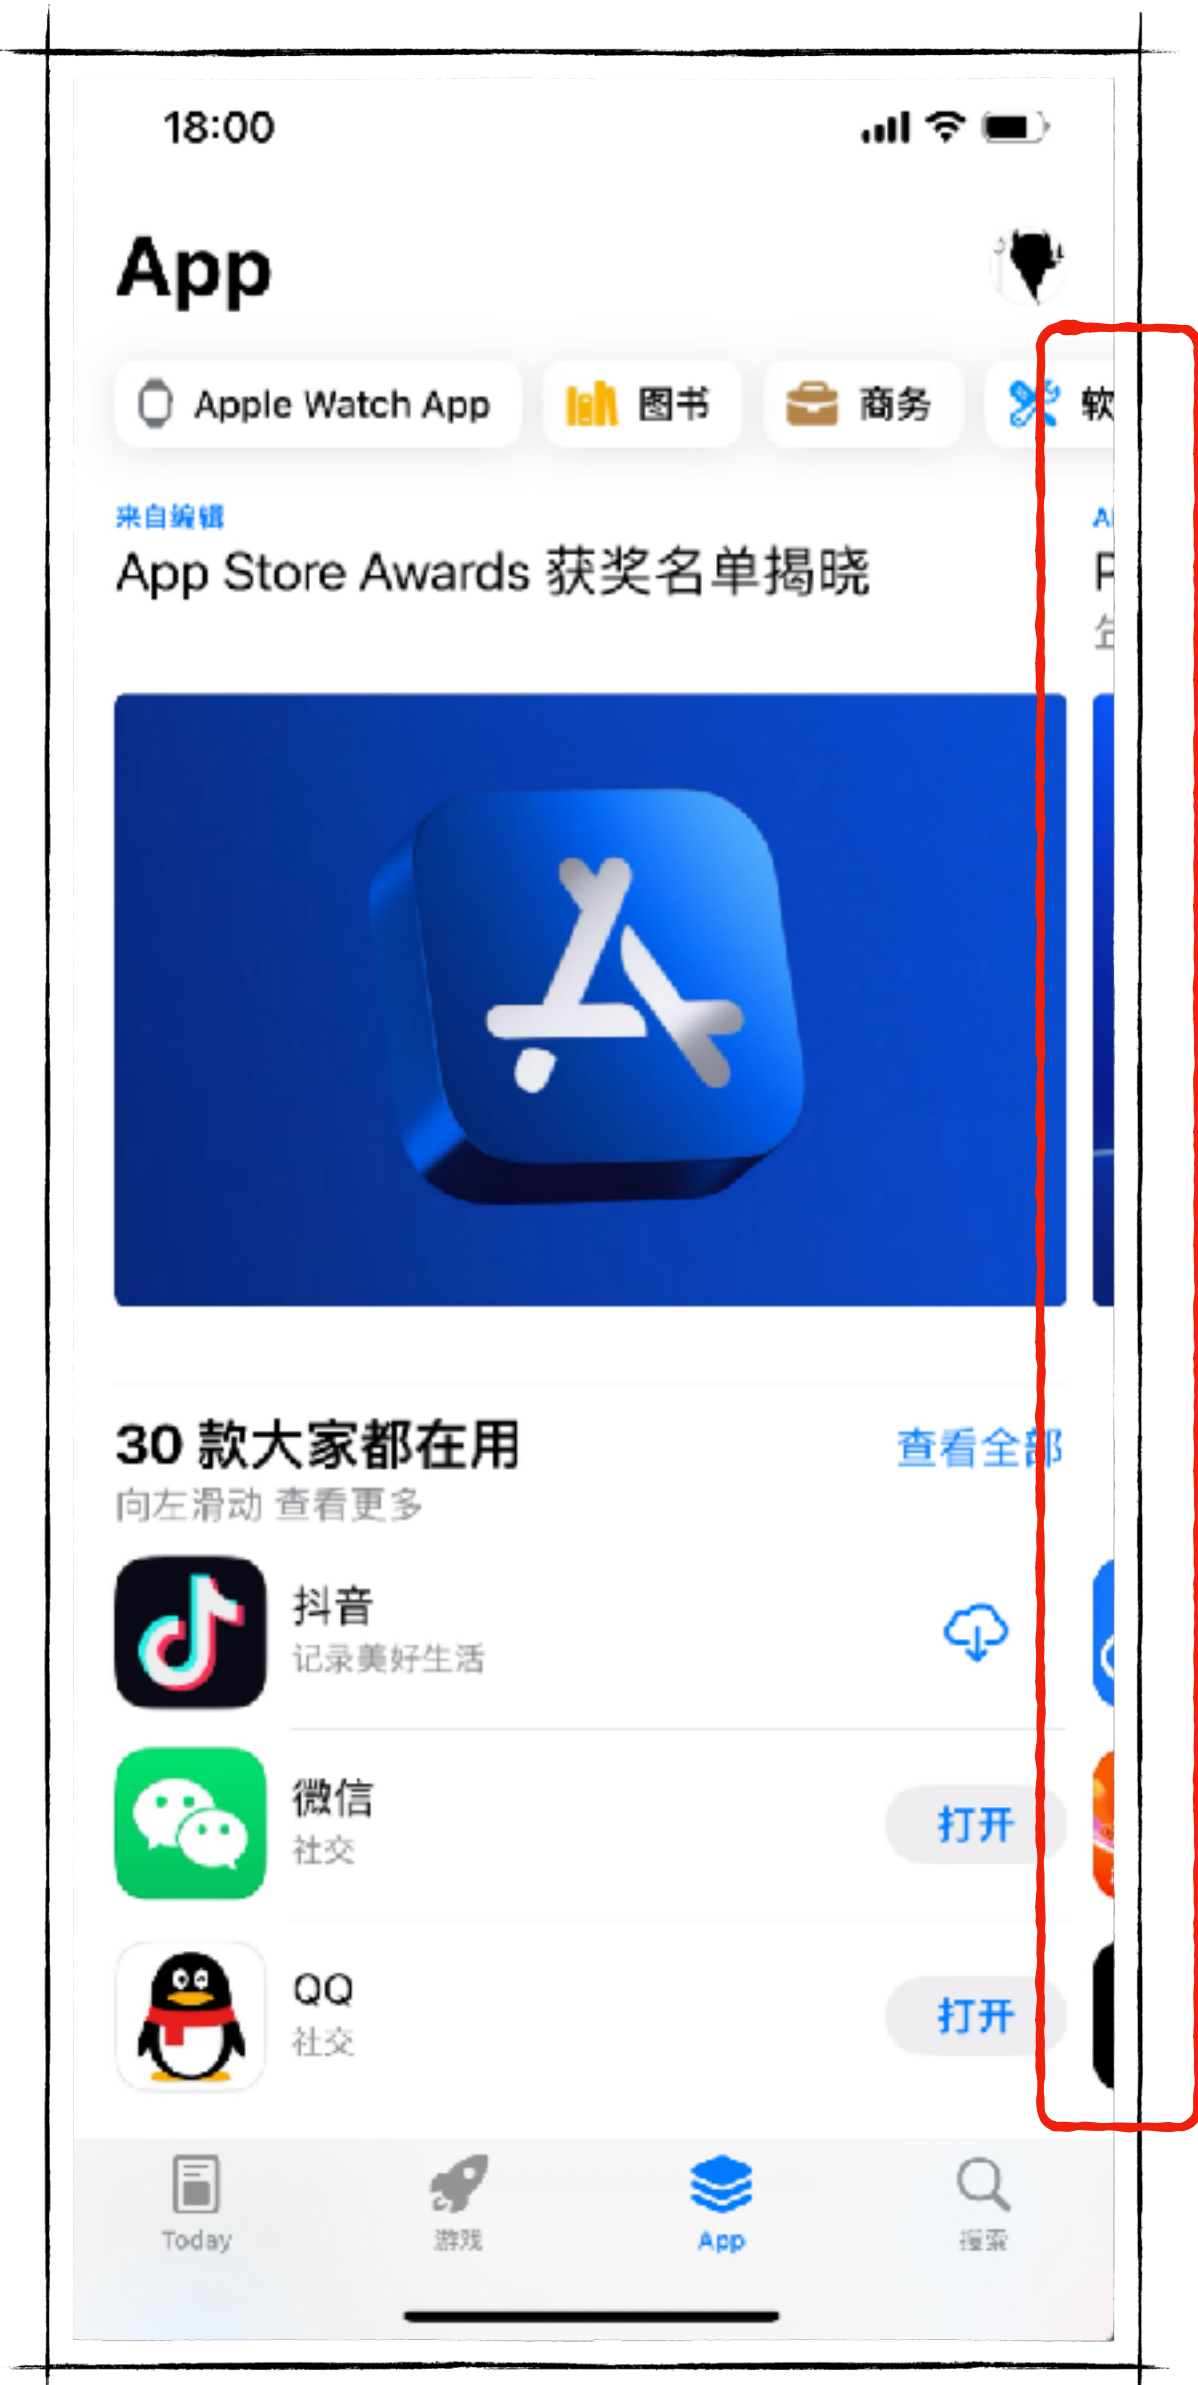 18:00
App
Apple Watch App 图书 商务 软
来自编辑
App Store Awards 获奖名单揭晓
30 款大家都在用 查看全部
向左滑动 查看更多
抖音
记录美好生活
微信
社交
打开
QQ
社交
打开
Today 游戏 App 搜索